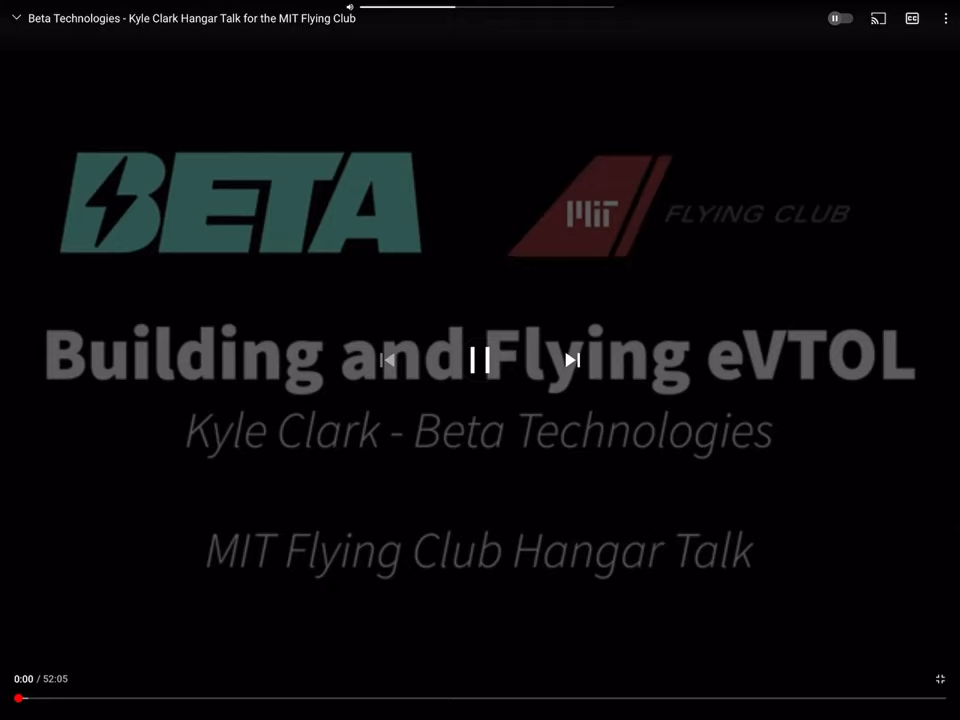 Beta Technologies - Kyle Clark Hangar Talk for the MIT Flying Club
CC
BETA
MIT FLYING CLUB
Building and Flying eVTOL
Kyle Clark - Beta Technologies
MIT Flying Club Hangar Talk
0:00 / 52:05